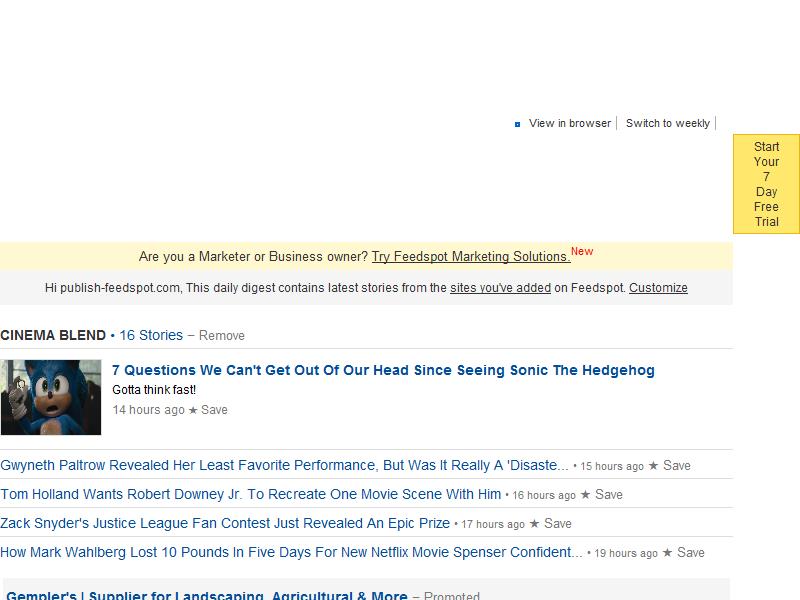 View in browser | Switch to weekly |
Start
Your
7
Day
Free
Trial
Are you a Marketer or Business owner? Try Feedspot Marketing Solutions.New
Hi publish-feedspot.com, This daily digest contains latest stories from the sites you've added on Feedspot. Customize
CINEMA BLEND • 16 Stories – Remove
7 Questions We Can't Get Out Of Our Head Since Seeing Sonic The Hedgehog
Gotta think fast!
14 hours ago ★ Save
Gwyneth Paltrow Revealed Her Least Favorite Performance, But Was It Really A 'Disaste... • 15 hours ago ★ Save
Tom Holland Wants Robert Downey Jr. To Recreate One Movie Scene With Him • 16 hours ago ★ Save
Zack Snyder's Justice League Fan Contest Just Revealed An Epic Prize • 17 hours ago ★ Save
How Mark Wahlberg Lost 10 Pounds In Five Days For New Netflix Movie Spenser Confident... • 19 hours ago ★ Save
Gempler's | Supplier for Landscaping, Agricultural & More – Promoted